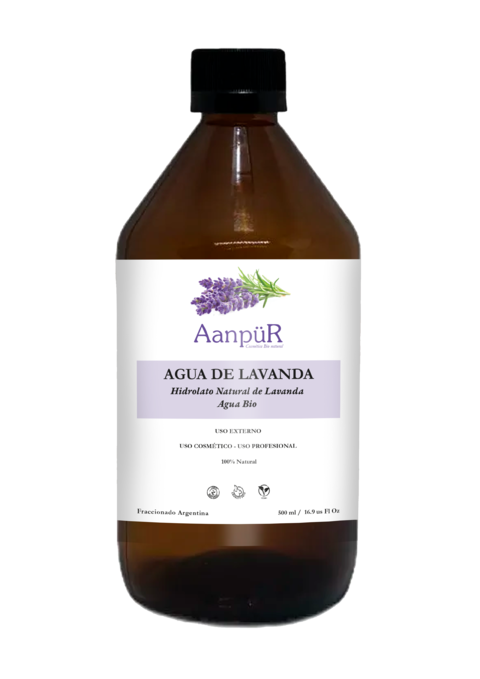 AanpüR
AGUA DE LAVANDA
Hidrolato Natural de Lavanda
Agua Bio
USO EXTERNO
USO COSMÉTICO - USO PROFESIONAL
100% Natural
Fraccionado Argentina 500 ml / 16.9 us Fl Oz